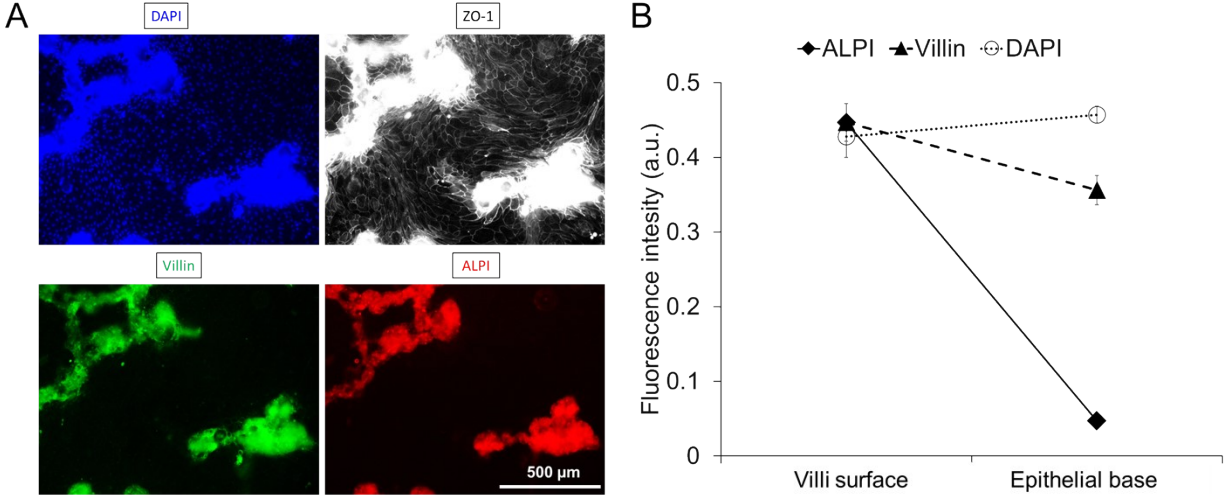 A
DAPI
ZO-1
Villin
ALPI
500 µm
B
ALPI Villin DAPI
0.5
0.4
0.3
0.2
0.1
0
Fluorescence intesity (a.u.)
Villi surface Epithelial base